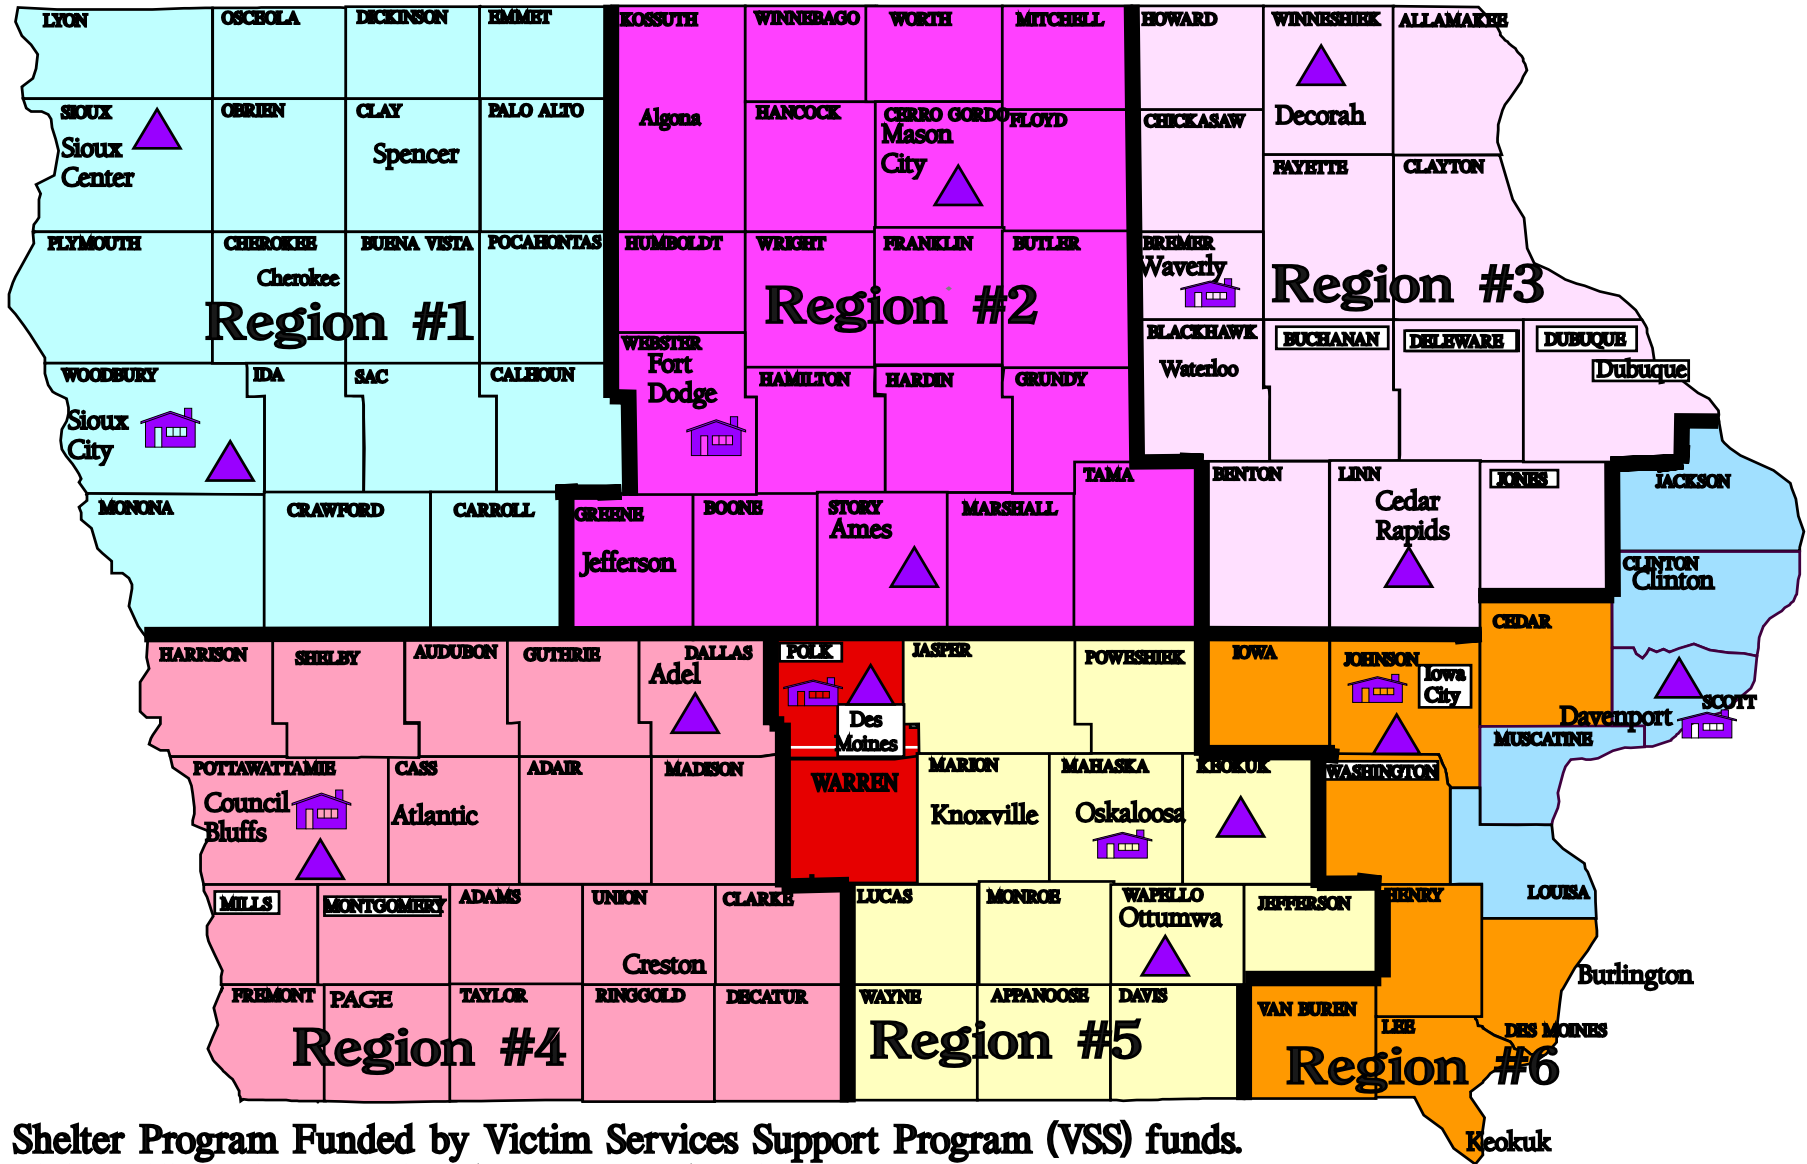 LYON
OSCEOLA
DICKINSON
EMMET
KOSSUTH
WINNEBAGO
WORTH
MITCHELL
HOWARD
WINNESHIEK
ALLAMAKEE
SIOUX
Sioux
Center
OBRIEN
CLAY
Spencer
PALO ALTO
Algona
HANCOCK
CERRO GORDO
Mason
City
FLOYD
CHICKASAW
Decorah
FAYETTE
CLAYTON
PLYMOUTH
CHEROKEE
Cherokee
BUENA VISTA
POCAHONTAS
Region #1
HUMBOLDT
WRIGHT
FRANKLIN
BUTLER
Region #2
BREMER
Waverly
Region #3
WOODBURY
Sioux
City
IDA
SAC
CALHOUN
WEBSTER
Fort
Dodge
HAMILTON
HARDIN
GRUNDY
BLACKHAWK
Waterloo
BUCHANAN
DELEWARE
DUBUQUE
Dubuque
MONONA
CRAWFORD
CARROLL
GREENE
Jefferson
BOONE
STORY
Ames
MARSHALL
TAMA
BENTON
LINN
Cedar
Rapids
JONES
JACKSON
CLINTON
Clinton
HARRISON
SHELBY
AUDUBON
GUTHRIE
DALLAS
Adel
POLK
Des
Moines
JASPER
POWESHIEK
IOWA
JOHNSON
Iowa
City
CEDAR
SCOTT
Davenport
MUSCATINE
POTTAWATTAMIE
Council
Bluffs
CASS
Atlantic
ADAIR
MADISON
WARREN
MARION
Knoxville
MAHASKA
Oskaloosa
KEOKUK
WASHINGTON
LOUISA
MILLS
MONTGOMERY
ADAMS
UNION
Creston
CLARKE
LUCAS
MONROE
WAPELLO
Ottumwa
JEFFERSON
HENRY
Burlington
DES MOINES
FREMONT
PAGE
TAYLOR
RINGGOLD
DECATUR
Region #4
WAYNE
APPANOOSE
DAVIS
Region #5
VAN BUREN
LEE
Region #6
Keokuk
Shelter Program Funded by Victim Services Support Program (VSS) funds.